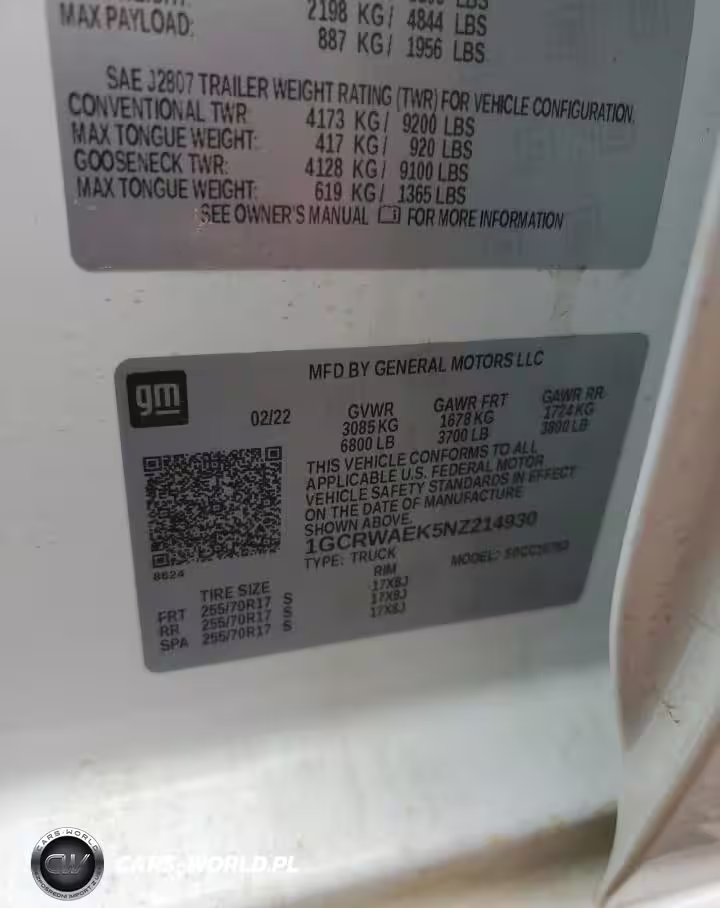 LBS
2198 KG/ 4844 LBS
MAX PAYLOAD: 887 KG/ 1956 LBS
SAE J2807 TRAILER WEIGHT RATING (TWR) FOR VEHICLE CONFIGURATION.
CONVENTIONAL TWR: 4173 KG/ 9200 LBS
MAX TONGUE WEIGHT: 417 KG/ 920 LBS
GOOSENECK TWR: 4128 KG/ 9100 LBS
MAX TONGUE WEIGHT: 619 KG/ 1365 LBS
SEE OWNER'S MANUAL FOR MORE INFORMATION
gm
MFD BY GENERAL MOTORS LLC
02/22 GVWR GAWR FRT GAWR RR
3085 KG 1678 KG 1724 KG
6800 LB 3700 LB 3800 LB
THIS VEHICLE CONFORMS TO ALL
APPLICABLE U.S. FEDERAL MOTOR
VEHICLE SAFETY STANDARDS IN EFFECT
ON THE DATE OF MANUFACTURE
SHOWN ABOVE.
1GCRWAEK5NZ214930
TYPE: TRUCK MODEL:
8624
TIRE SIZE RIM
FRT 255/70R17 S 17X8J
RR 255/70R17 S 17X8J
SPA 255/70R17 S 17X8J
CARS-WORLD
CW
CARS-WORLD.PL